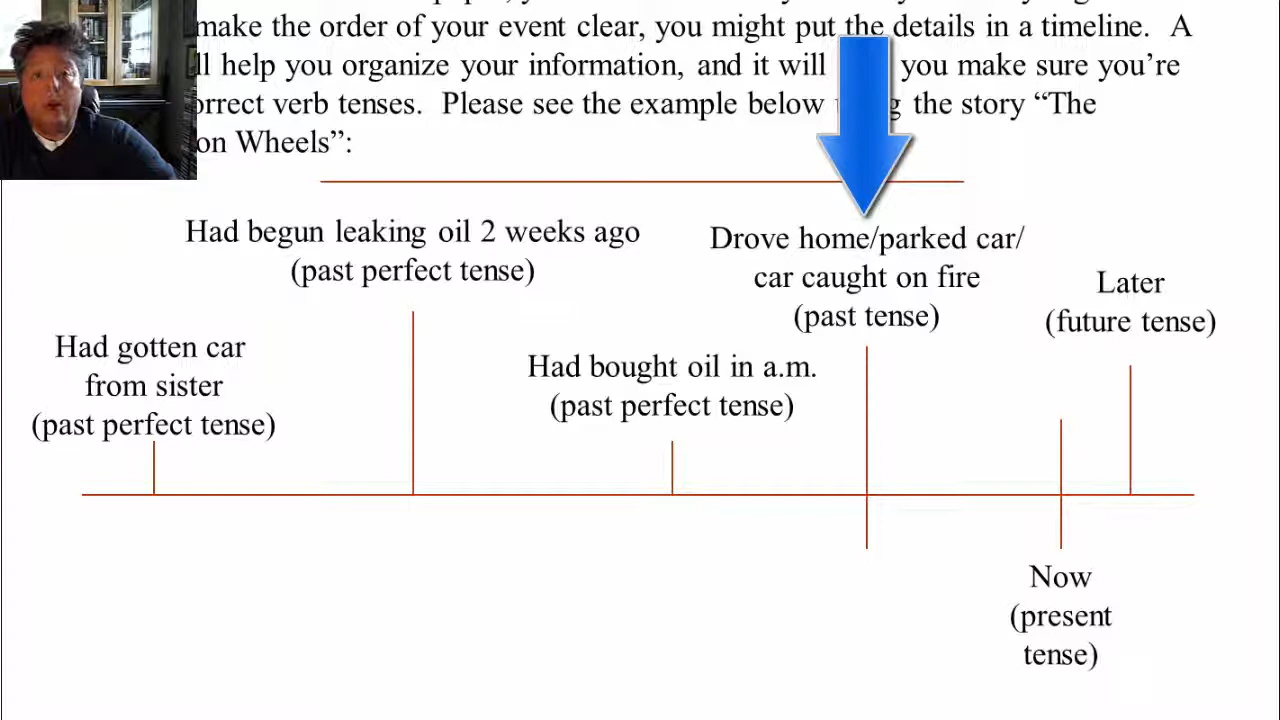 make the order of your event clear, you might put the details in a timeline. A
help you organize your information, and it will you make sure you're
verb tenses. Please see the example below the story “The
on Wheels”:
Had begun leaking oil 2 weeks ago
(past perfect tense)
Drove home/parked car/
car caught on fire
(past tense)
Later
(future tense)
Had gotten car
from sister
(past perfect tense)
Had bought oil in a.m.
(past perfect tense)
Now
(present
tense)